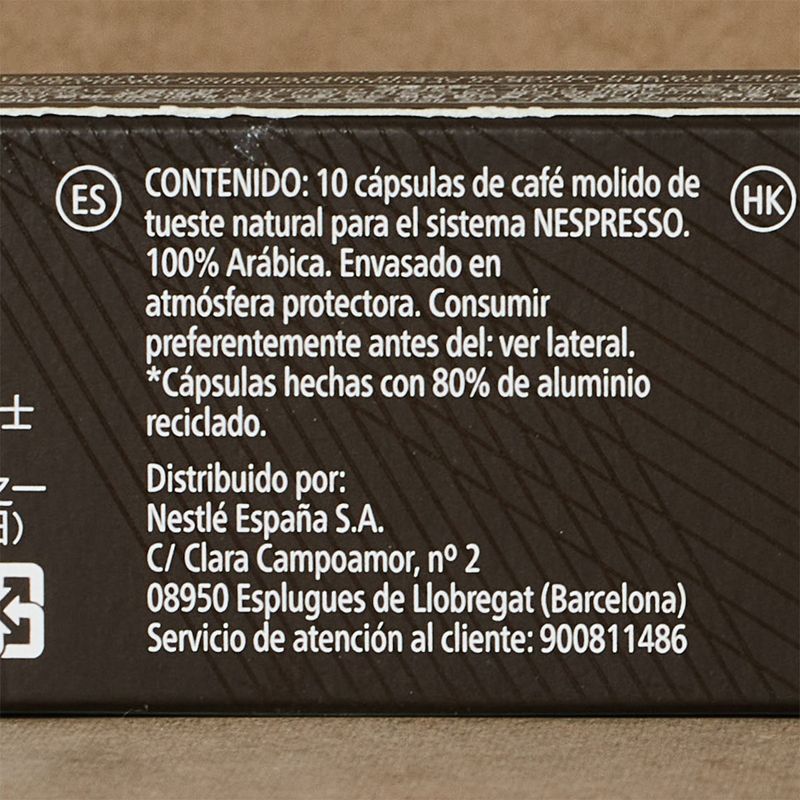 ES
CONTENIDO: 10 cápsulas de café molido de
tueste natural para el sistema NESPRESSO.
100% Arábica. Envasado en
atmósfera protectora. Consumir
preferentemente antes del: ver lateral.
*Cápsulas hechas con 80% de aluminio
reciclado.
Distribuido por:
Nestlé España S.A.
C/ Clara Campoamor, nº 2
08950 Esplugues de Llobregat (Barcelona)
Servicio de atención al cliente: 900811486
HK
士
一
)